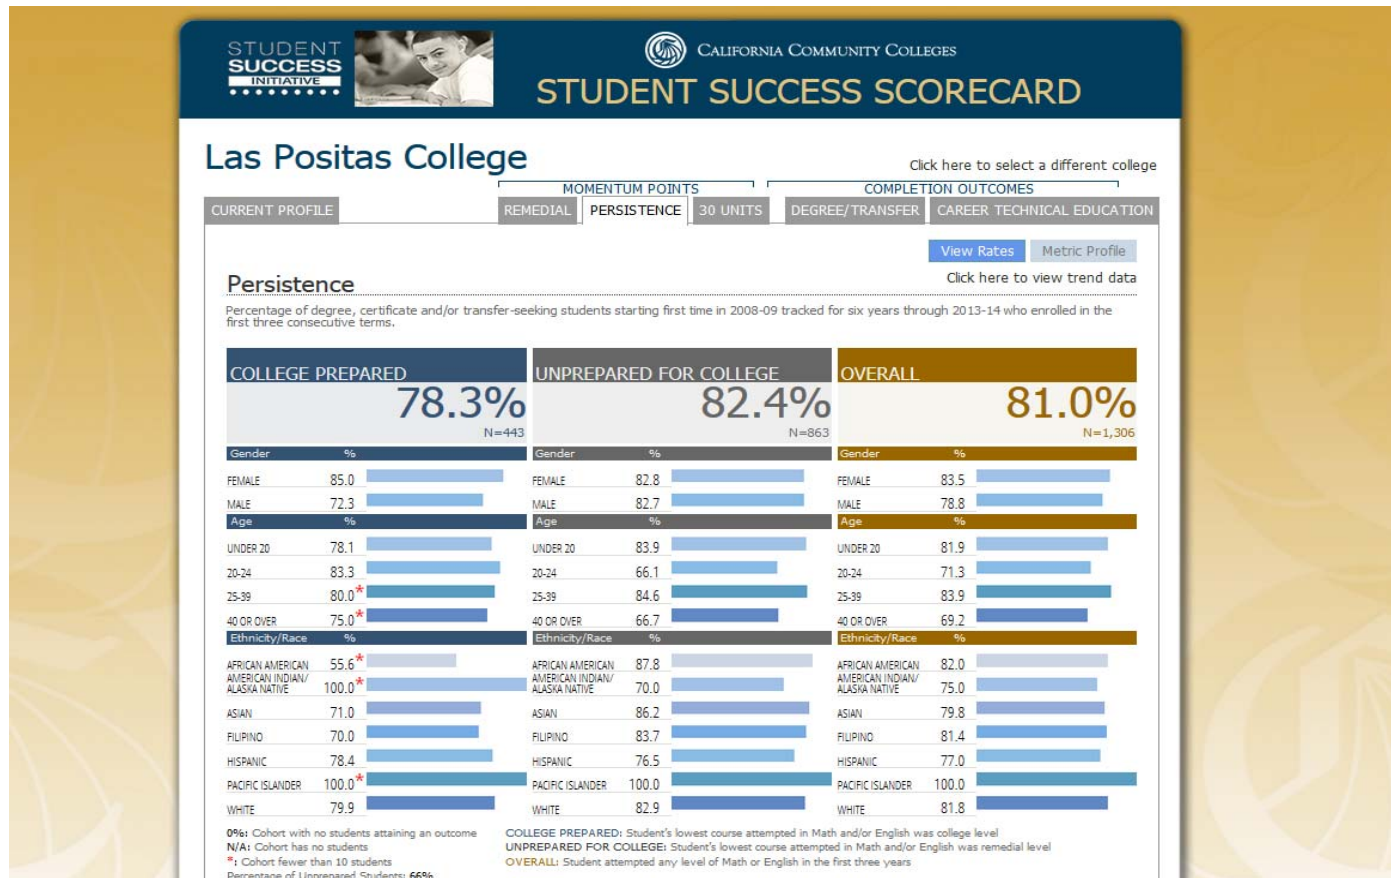 STUDENT
SUCCESS
INITIATIVE
CALIFORNIA COMMUNITY COLLEGES
STUDENT SUCCESS SCORECARD
Las Positas College
Click here to select a different college
MOMENTUM POINTS COMPLETION OUTCOMES
CURRENT PROFILE REMEDIAL PERSISTENCE 30 UNITS DEGREE/TRANSFER CAREER TECHNICAL EDUCATION
View Rates Metric Profile
Persistence Click here to view trend data
Percentage of degree, certificate and/or transfer-seeking students starting first time in 2008-09 tracked for six years through 2013-14 who enrolled in the
first three consecutive terms.
COLLEGE PREPARED UNPREPARED FOR COLLEGE OVERALL
78.3% 82.4% 81.0%
N=443 N=863 N=1,306
Gender % Gender % Gender %
FEMALE 85.0 FEMALE 82.8 FEMALE 83.5
MALE 72.3 MALE 82.7 MALE 78.8
Age % Age % Age %
UNDER 20 78.1 UNDER 20 83.9 UNDER 20 81.9
20-24 83.3 20-24 66.1 20-24 71.3
25-39 80.0* 25-39 84.6 25-39 83.9
40 OR OVER 75.0* 40 OR OVER 66.7 40 OR OVER 69.2
Ethnicity/Race % Ethnicity/Race % Ethnicity/Race %
AFRICAN AMERICAN 55.6* AFRICAN AMERICAN 87.8 AFRICAN AMERICAN 82.0
AMERICAN INDIAN/ AMERICAN INDIAN/ AMERICAN INDIAN/
ALASKA NATIVE 100.0* ALASKA NATIVE 70.0 ALASKA NATIVE 75.0
ASIAN 71.0 ASIAN 86.2 ASIAN 79.8
FILIPINO 70.0 FILIPINO 83.7 FILIPINO 81.4
HISPANIC 78.4 HISPANIC 76.5 HISPANIC 77.0
PACIFIC ISLANDER 100.0* PACIFIC ISLANDER 100.0 PACIFIC ISLANDER 100.0
WHITE 79.9 WHITE 82.9 WHITE 81.8
0%: Cohort with no students attaining an outcome COLLEGE PREPARED: Student's lowest course attempted in Math and/or English was college level
N/A: Cohort has no students UNPREPARED FOR COLLEGE: Student's lowest course attempted in Math and/or English was remedial level
*: Cohort fewer than 10 students OVERALL: Student attempted any level of Math or English in the first three years
Percentage of Unprepared Students: 66%